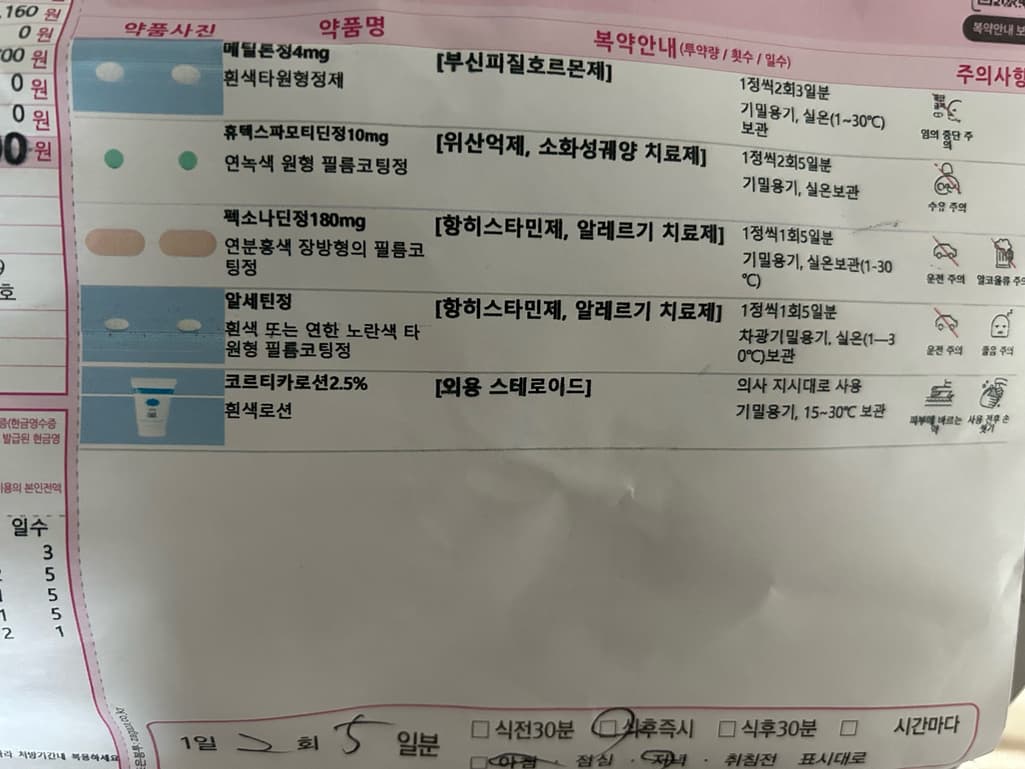 ,160 원
0 원
00 원
0 원
0 원
00 원
호
일수
3
5
5
1 5
2 1
약품사진
약품명
복약안내(투약량 / 횟수 / 일수)
주의사항
복약안내
메틸론정4mg
흰색타원형정제
[부신피질호르몬제]
1정씩2회3일분
기밀용기, 실온(1~30℃)
보관
임의 중단 주
의
휴텍스파모티딘정10mg
연녹색 원형 필름코팅정
[위산억제, 소화성궤양 치료제]
1정씩2회5일분
기밀용기, 실온보관
수유 주의
펙소나딘정180mg
연분홍색 장방형의 필름코
팅정
[항히스타민제, 알레르기 치료제]
1정씩1회5일분
기밀용기, 실온보관(1-30
℃)
운전 주의
알코올류 주의
알세틴정
흰색 또는 연한 노란색 타
원형 필름코팅정
[항히스타민제, 알레르기 치료제]
1정씩1회5일분
차광기밀용기, 실온(1—3
0℃)보관
운전 주의
졸음 주의
코르티카로션2.5%
흰색로션
[외용 스테로이드]
의사 지시대로 사용
기밀용기, 15~30℃ 보관
피부에 바르는
약
사용 전후 손
씻기
1일 2 회 5 일분
식전30분
식후즉시
식후30분
시간마다
아침 · 점심 · 저녁 · 취침전 표시대로
처방기간내 복용하세요